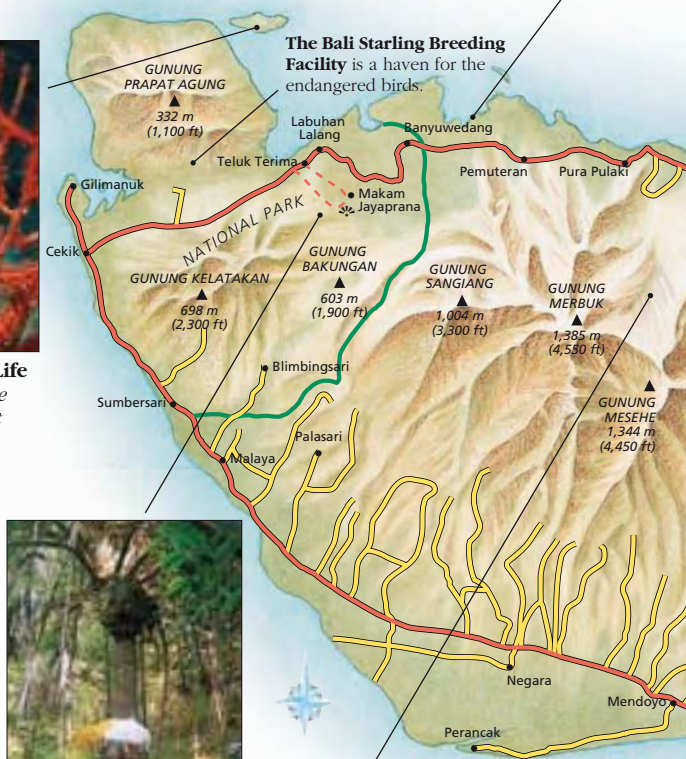 The Bali Starling Breeding
Facility is a haven for the
endangered birds.
GUNUNG
PRAPAT AGUNG
332 m
(1,100 ft)
Labuhan
Lalang
Banyuwedang
Teluk Terima
Pemuteran
Pura Pulaki
Gilimanuk
Makam
Jayaprana
NATIONAL PARK
Cekik
GUNUNG KELATAKAN
698 m
(2,300 ft)
GUNUNG
BAKUNGAN
603 m
(1,900 ft)
GUNUNG
SANGIANG
1,004 m
(3,300 ft)
GUNUNG
MERBUK
1,385 m
(4,550 ft)
GUNUNG
MESEHE
1,344 m
(4,450 ft)
Life
e
t
Blimbingsari
Sumbersari
Palasari
Malaya
Negara
Mendoyo
Perancak